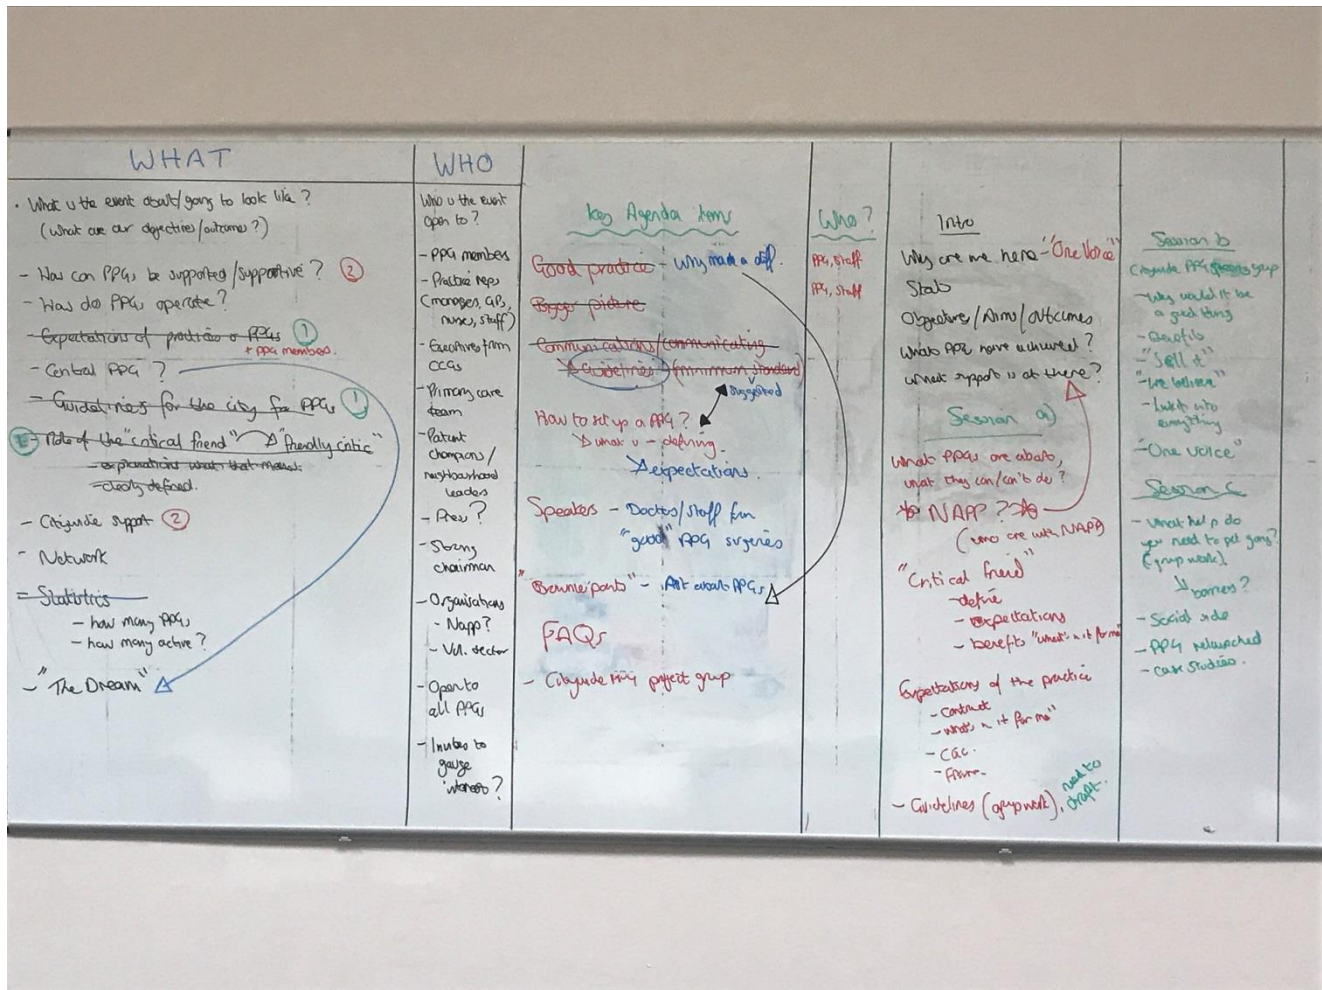 WHAT
• What is the event about/going to look like?
(What are our objectives/outcomes?)
- How can PPGs be supported/supportive? 2
- How do PPGs operate?
- Expectations of practices & PPGs 1
+ PPG members.
- Central PPG?
- Guidelines for the city for PPGs 1
- Role of the "critical friend" → "friendly critic"
- explanations what that means.
- clearly defined.
- Citywide support 2
- Network
- Statistics
- how many PPGs
- how many active?
- "The Dream"
WHO
Who is the event
open to?
- PPG members
- Practice reps
(managers, GPs,
nurse, staff)
- Executives from
CCGs
- Primary care
team
- Patient
champions/
neighbourhood
leaders
- Press?
- Strong
chairman
- Organisations
- Napp?
- Vol. sector
- Open to
all PPGs
- Invites to
gauge
interest?
Key Agenda items
Good practice - Why made a diff.
Bigger picture
Communications/communicating
Guidelines (minimum standard)
suggested
How to set up a PPG?
what is - defining.
expectations.
Speakers - Doctors/Staff from
"good" PPG surgeries
"Brownie points" - about PPGs
FAQs
- Citywide PPG project group
Who?
PPG, Staff
PPG, Staff
Intro
Why are we here - "One Voice"
Stats
Objectives/Aims/Outcomes
Whats PPG have achieved?
What support is out there?
Session a)
What PPGs are about,
what they can/can't do?
NAPP?
(who are with NAPP)
"Critical friend"
- define
- expectations
- benefits "what's in it for me"
Expectations of the practice
- Contract
- "What's in it for me"
- CQC.
- Guidelines (group work),
need to
draft.
Session b
Citywide PPG group
- Why would it be
a good thing
- Benefits
- "Sell it"
- "We believe"
- Link it into
everything
- "One Voice"
Session c
- What help do
you need to get going?
(group work)
barriers?
- Social side
- PPG relaunched
- case studies.